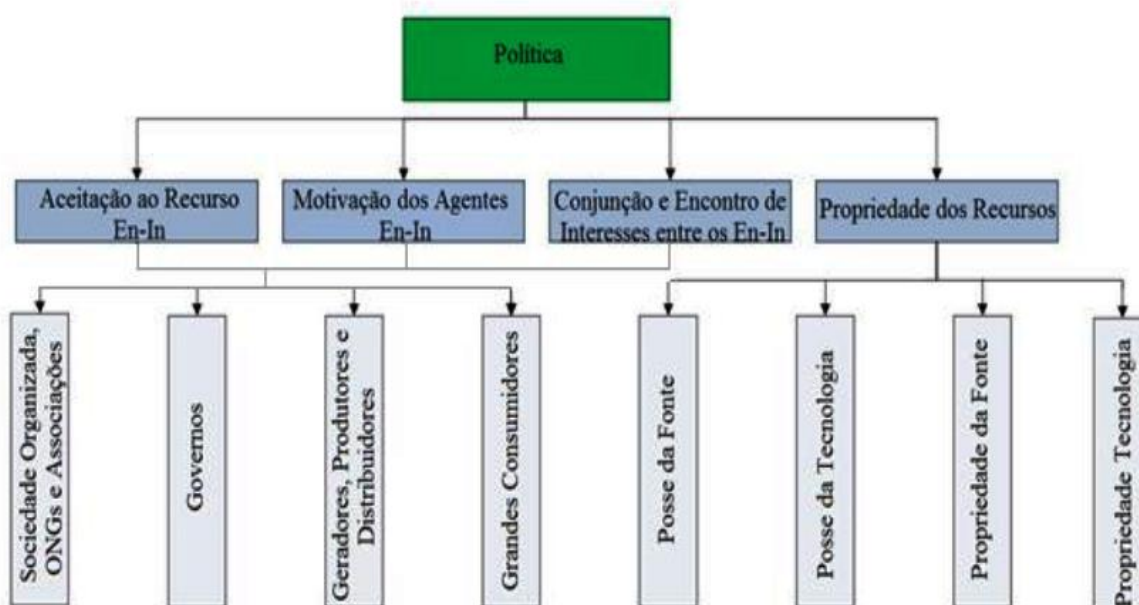 Política
Aceitação ao Recurso
En-In
Motivação dos Agentes
En-In
Conjunção e Encontro de
Interesses entre os En-In
Propriedade dos Recursos
Sociedade Organizada,
ONGs e Associações
Governos
Geradores, Produtores e
Distribuidores
Grandes Consumidores
Posse da Fonte
Posse da Tecnologia
Propriedade da Fonte
Propriedade Tecnologia